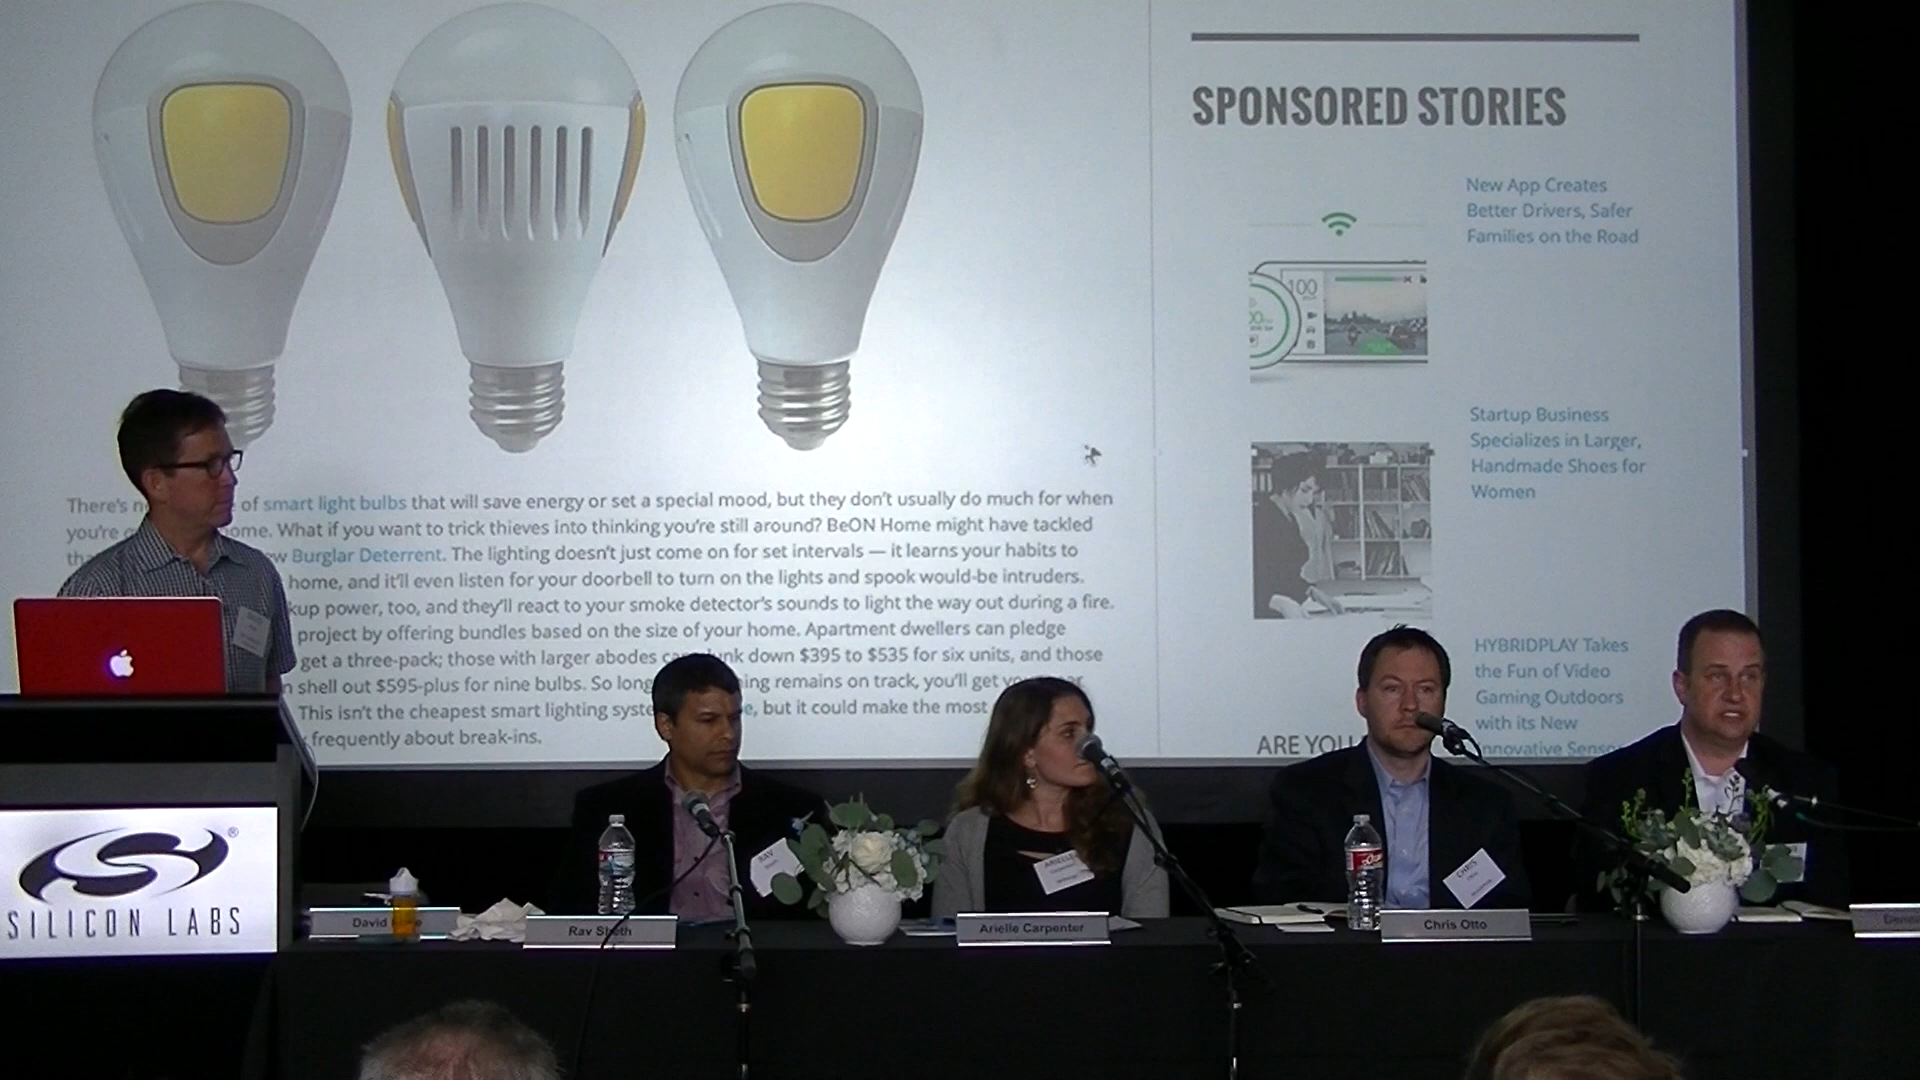 SPONSORED STORIES
New App Creates
Better Drivers, Safer
Families on the Road
100
Startup Business
Specializes in Larger,
Handmade Shoes for
Women
HYBRIDPLAY Takes
the Fun of Video
Gaming Outdoors
with its New
Innovative
ARE YOU
There's
of smart light bulbs that will save energy or set a special mood, but they don't usually do much for when
you're
What if you want to trick thieves into thinking you're still around? BeON Home might have tackled
Burglar Deterrent. The lighting doesn't just come on for set intervals — it learns your habits to
home, and it'll even listen for your doorbell to turn on the lights and spook would-be intruders.
power, too, and they'll react to your smoke detector's sounds to light the way out during a fire.
project by offering bundles based on the size of your home. Apartment dwellers can pledge
get a three-pack; those with larger abodes can down $395 to $535 for six units, and those
shell out $595-plus for nine bulbs. So long remains on track, you'll get
This isn't the cheapest smart lighting but it could make the most
frequently about break-ins.
SILICON LABS
®
David
Rav Sheth
Arielle Carpenter
Chris Otto
RAV
ARIELLE
CHRIS